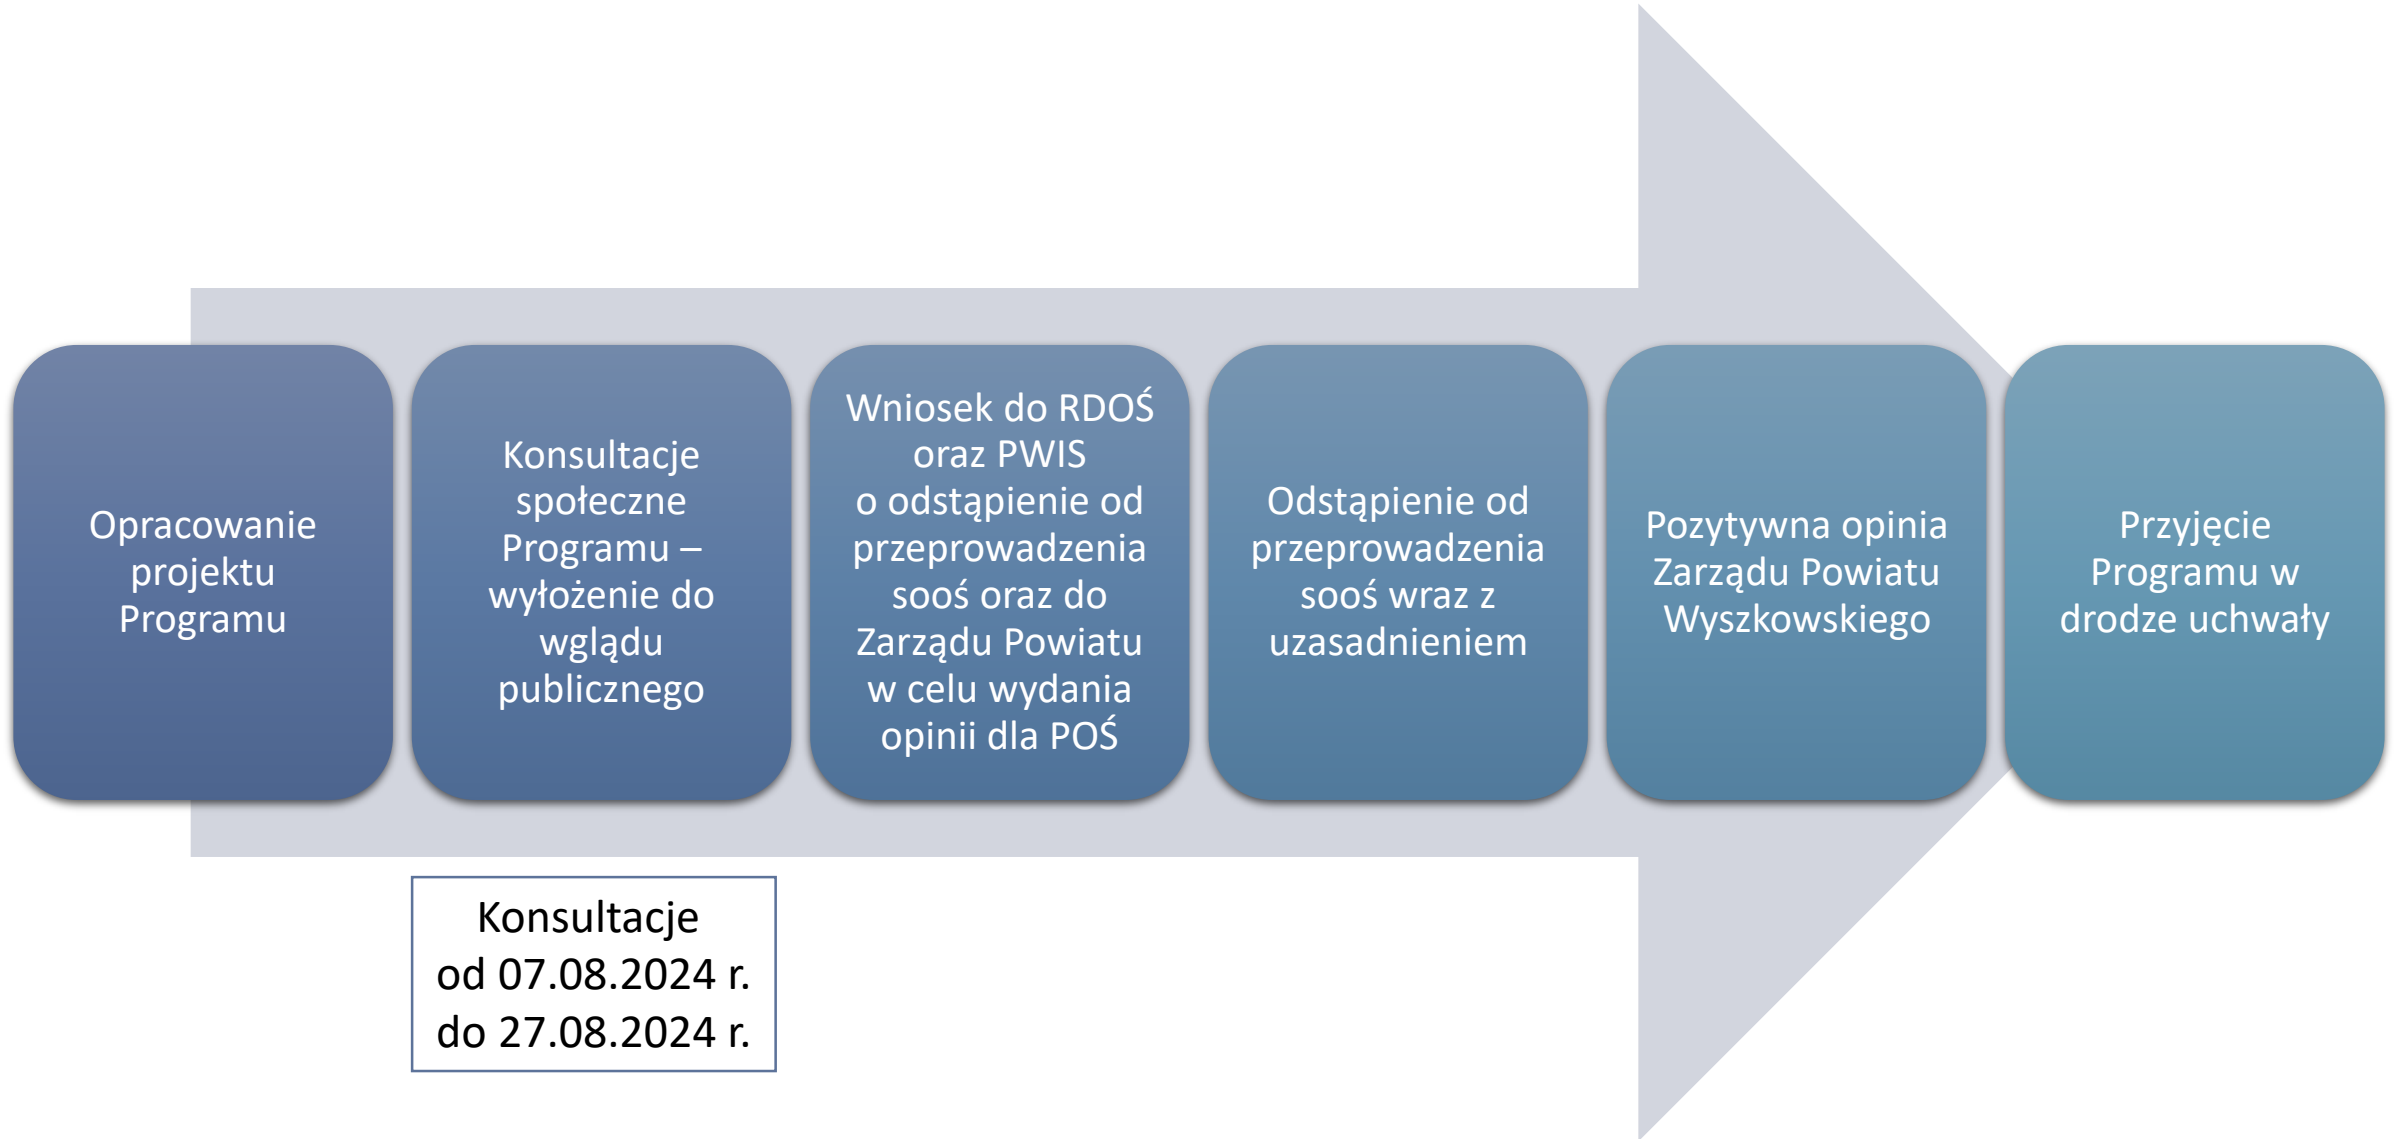 Opracowanie
projektu
Programu
Konsultacje
społeczne
Programu –
wyłożenie do
wglądu
publicznego
Wniosek do RDOŚ
oraz PWIS
o odstąpienie od
przeprowadzenia
sooś oraz do
Zarządu Powiatu
w celu wydania
opinii dla POŚ
Odstąpienie od
przeprowadzenia
sooś wraz z
uzasadnieniem
Pozytywna opinia
Zarządu Powiatu
Wyszkowskiego
Przyjęcie
Programu w
drodze uchwały
Konsultacje
od 07.08.2024 r.
do 27.08.2024 r.